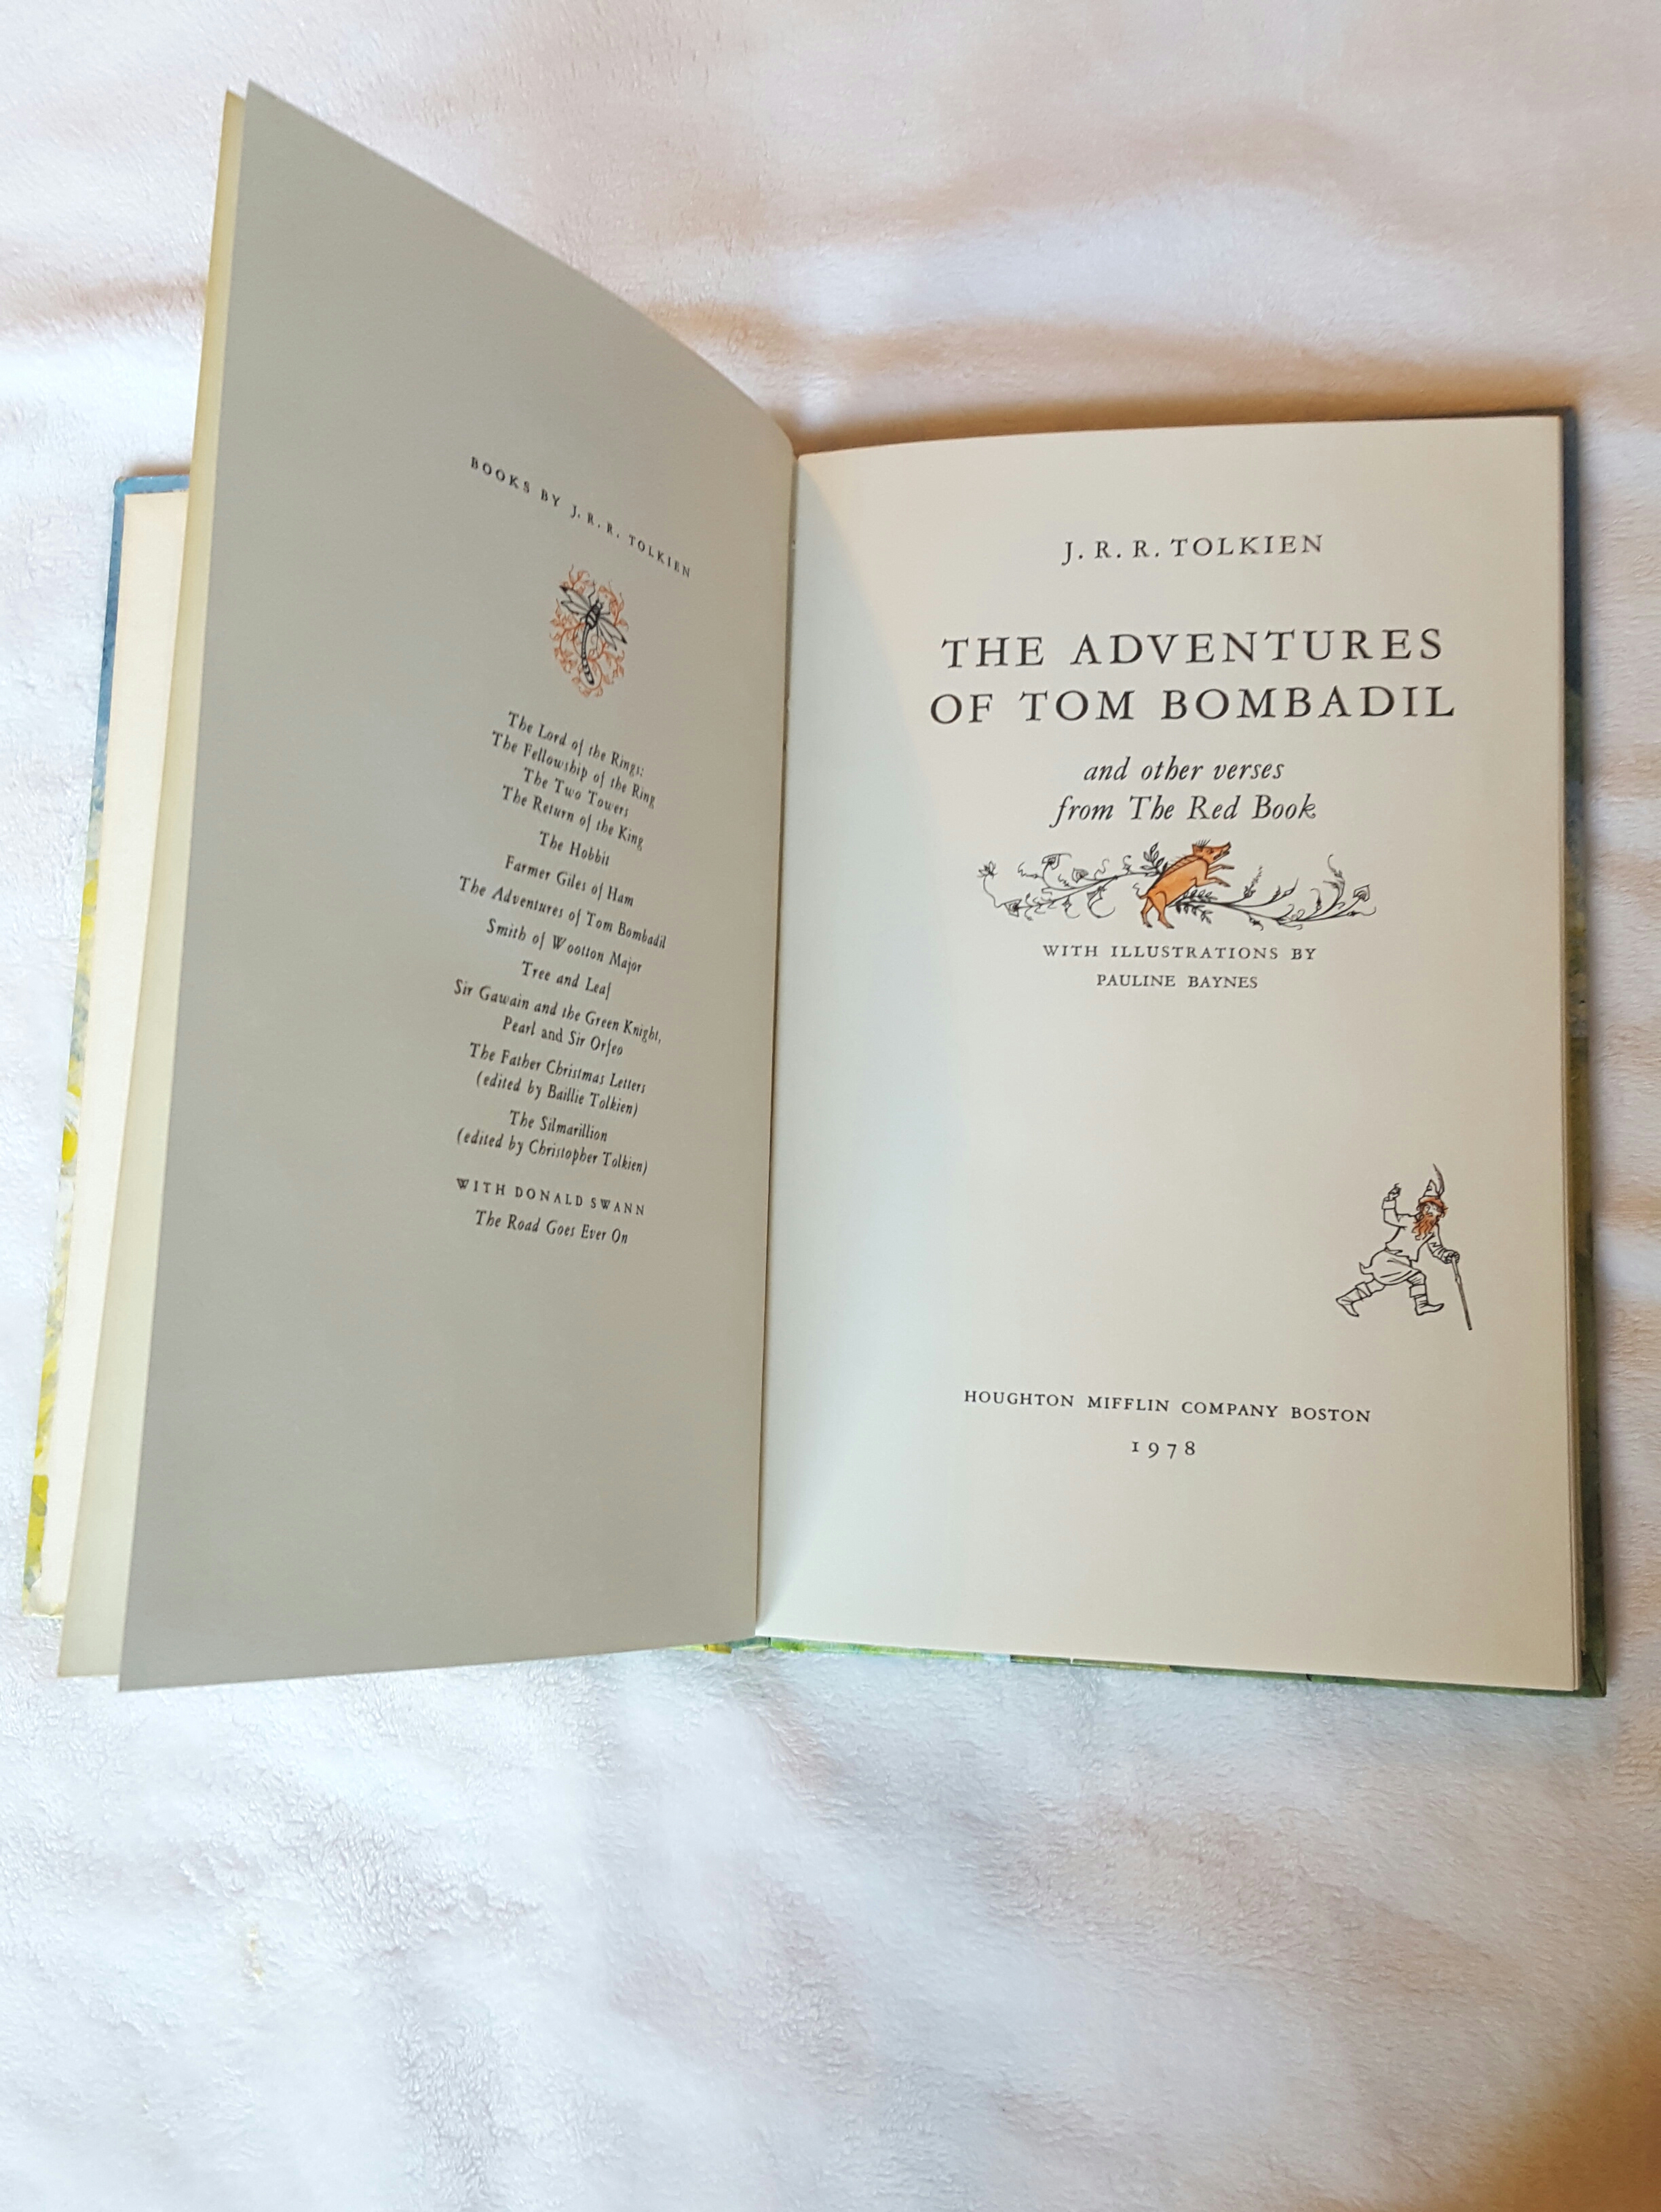 BOOKS BY J. R. R. TOLKIEN
The Lord of the Rings:
The Fellowship of the Ring
The Two Towers
The Return of the King
The Hobbit
Farmer Giles of Ham
The Adventures of Tom Bombadil
Smith of Wootton Major
Tree and Leaf
Sir Gawain and the Green Knight,
Pearl and Sir Orfeo
The Father Christmas Letters
(edited by Baillie Tolkien)
The Silmarillion
(edited by Christopher Tolkien)
WITH DONALD SWANN
The Road Goes Ever On
J. R. R. TOLKIEN
THE ADVENTURES
OF TOM BOMBADIL
and other verses
from The Red Book
WITH ILLUSTRATIONS BY
PAULINE BAYNES
HOUGHTON MIFFLIN COMPANY BOSTON
1978